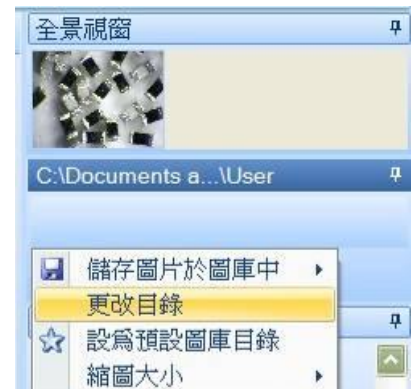 全景視窗
C:\Documents a...\User
儲存圖片於圖庫中
更改目錄
設為預設圖庫目錄
縮圖大小